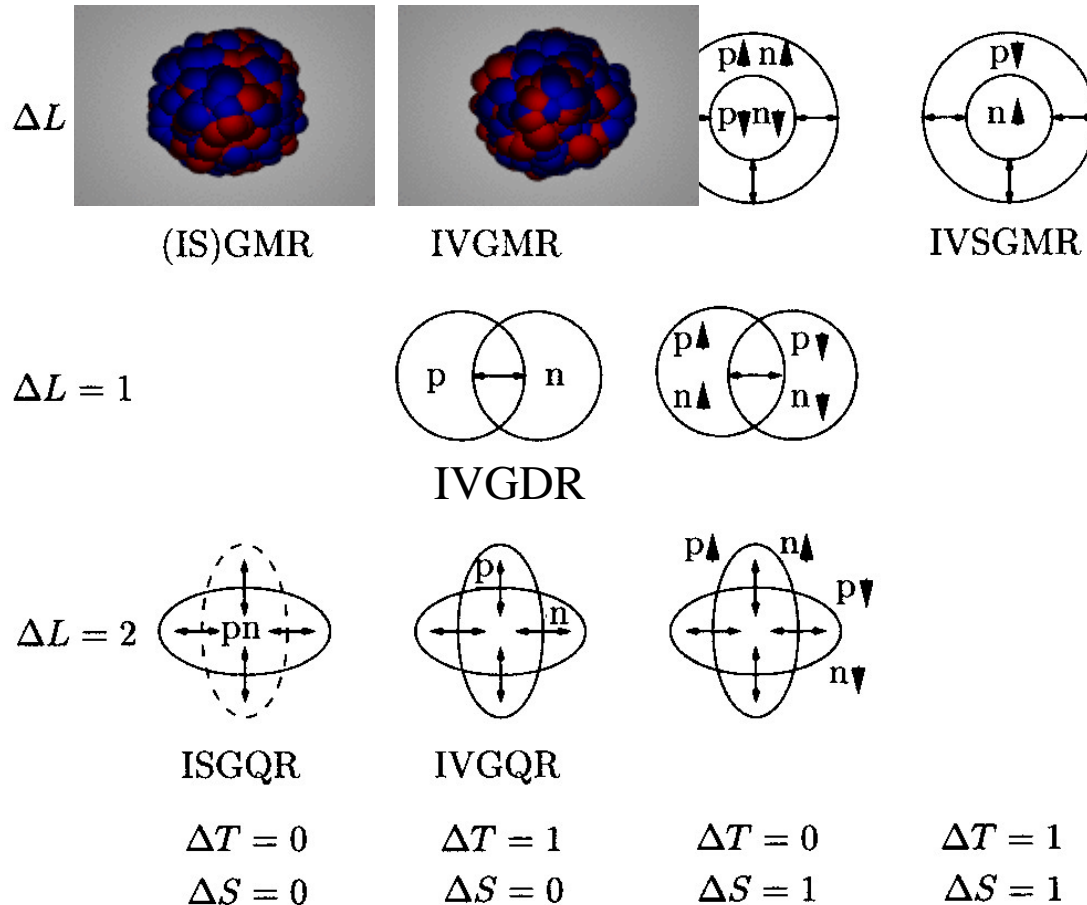 p n
p
ΔL
p n
n
(IS)GMR IVGMR IVSGMR
p p
ΔL = 1 p n
n n
IVGDR
p n
p
p
ΔL = 2 pn n
n
ISGQR IVGQR
ΔT = 0 ΔT = 1 ΔT = 0 ΔT = 1
ΔS = 0 ΔS = 0 ΔS = 1 ΔS = 1